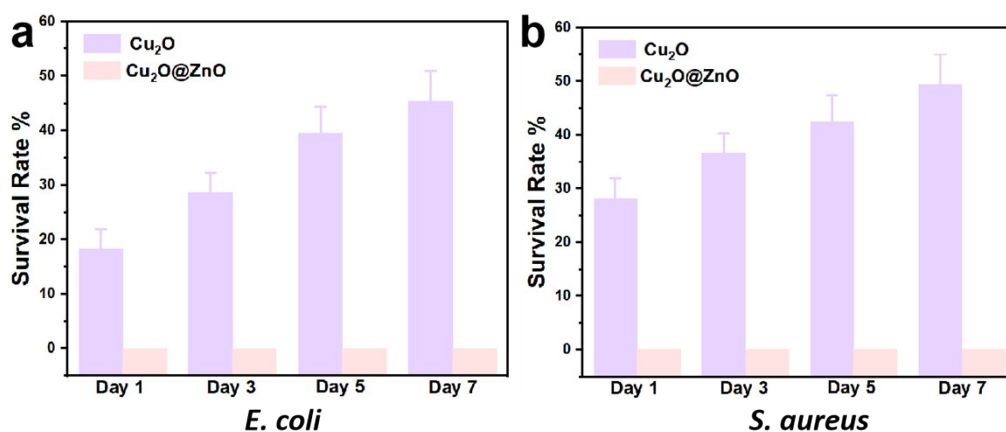 a
Cu₂O
Cu₂O@ZnO
Survival Rate %
60
50
40
30
20
10
0
Day 1 Day 3 Day 5 Day 7
E. coli
b
Cu₂O
Cu₂O@ZnO
Survival Rate %
60
50
40
30
20
10
0
Day 1 Day 3 Day 5 Day 7
S. aureus